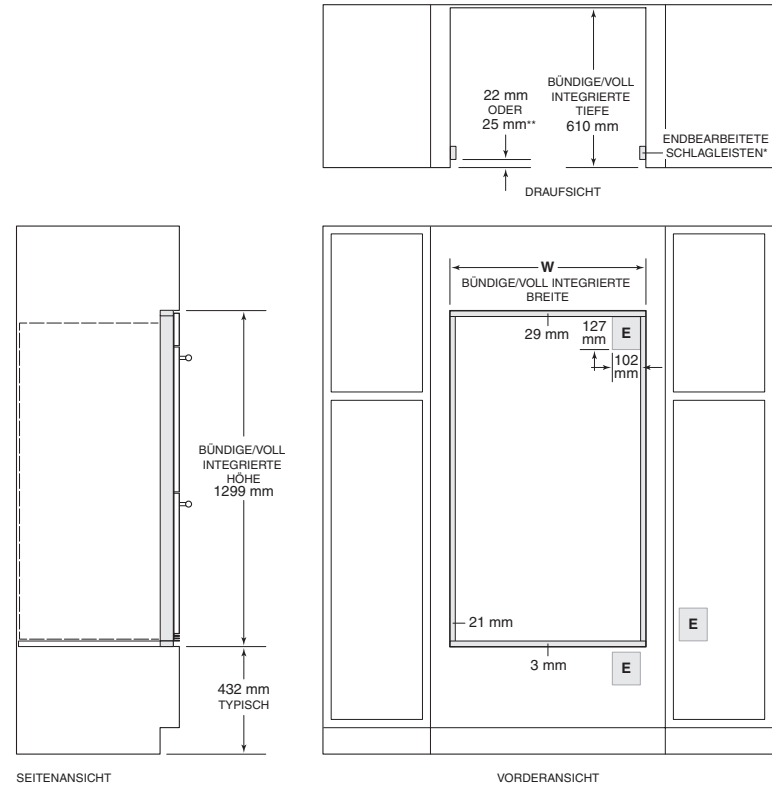 22 mm
ODER
25 mm**
BÜNDIGE/VOLL
INTEGRIERTE
TIEFE
610 mm
ENDBEARBEITETE
SCHLAGLEISTEN*
DRAUFSICHT
W
BÜNDIGE/VOLL INTEGRIERTE
BREITE
29 mm
127
mm
E
102
mm
BÜNDIGE/VOLL
INTEGRIERTE
HÖHE
1299 mm
21 mm
E
3 mm
E
432 mm
TYPISCH
SEITENANSICHT
VORDERANSICHT